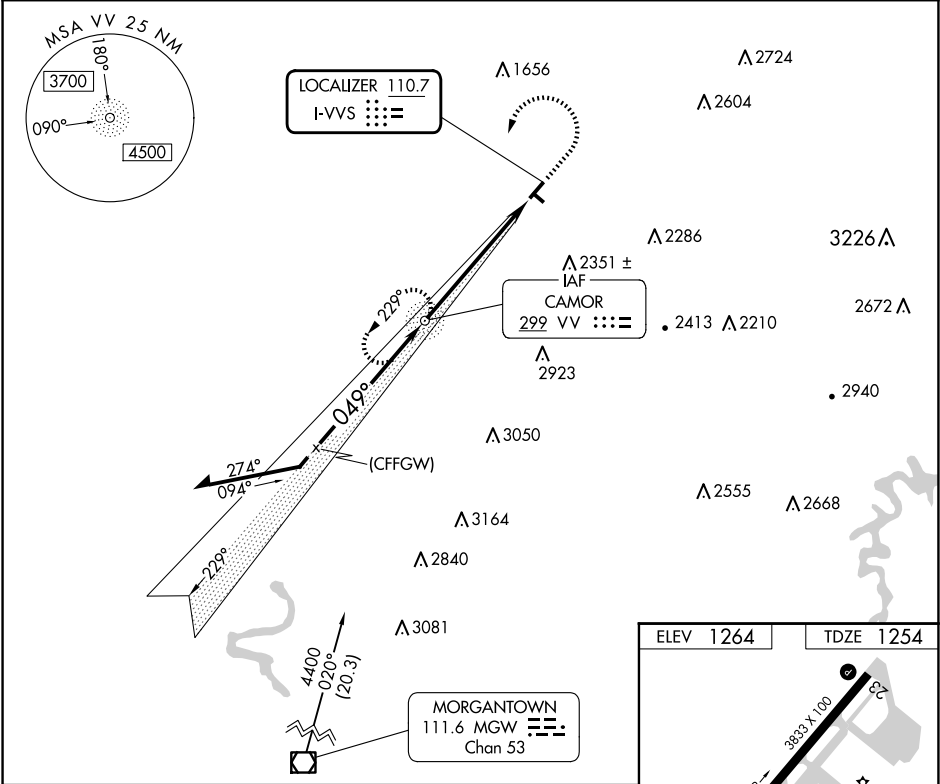 MSA VV 25 NM
180°
3700
090°
4500
LOCALIZER 110.7
I-VVS
1656
2724
2604
2286
3226
2351 ±
IAF
CAMOR
299 VV
2672
2413
2210
2923
2940
229°
049°
3050
(CFFGW)
274°
094°
2555
2668
3164
2840
229°
3081
4400
020°
(20.3)
MORGANTOWN
111.6 MGW
Chan 53
ELEV 1264
TDZE 1254
P
23
3833 X 100